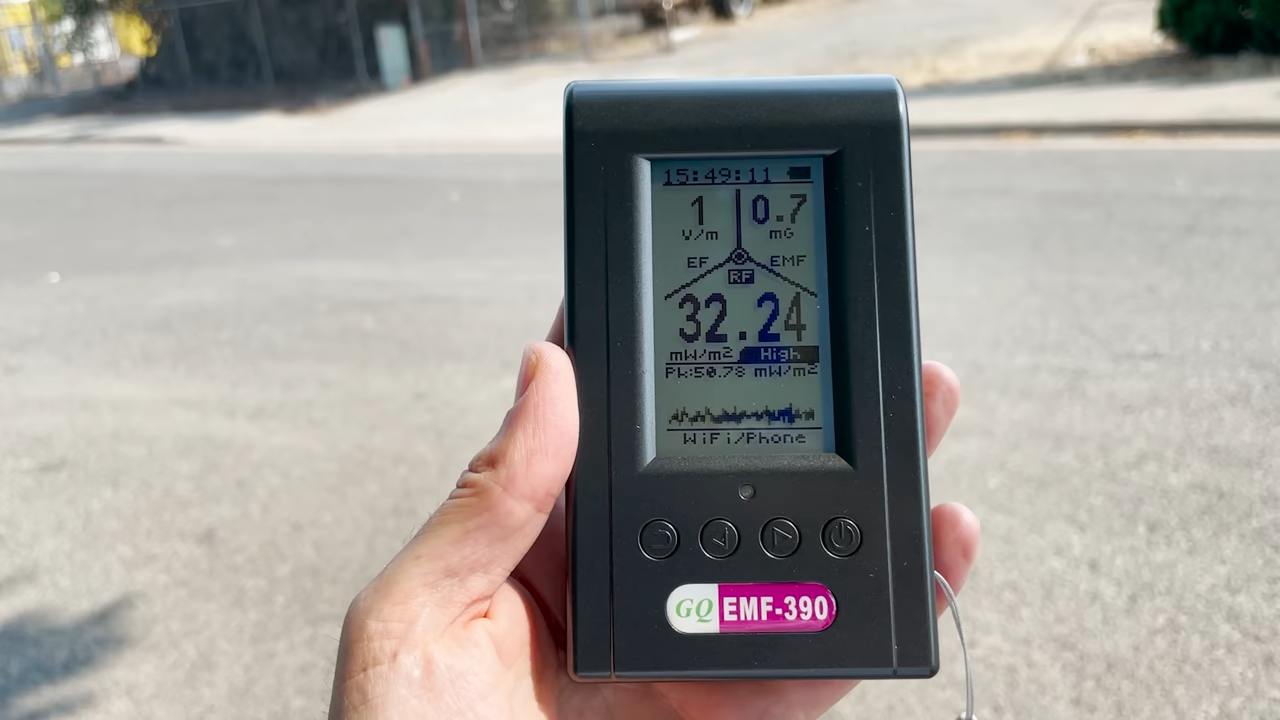 15:49:11
1 0.7
V/m mG
EF EMF
RF
32.24
mW/m² High
Pk:50.78 mW/m²
WiFi/Phone
GQ EMF-390